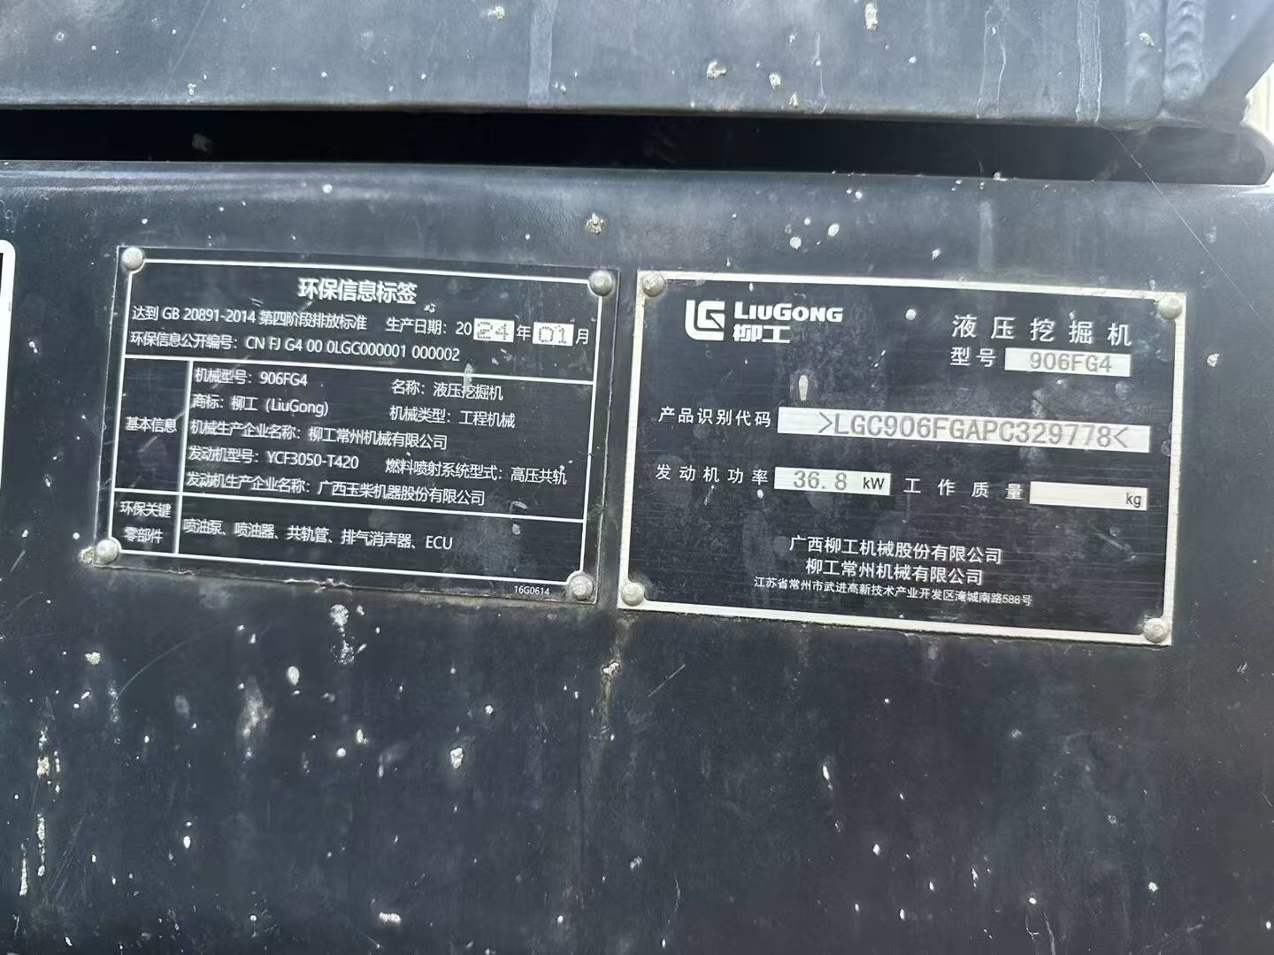 环保信息标签
达到 GB 20891-2014 第四阶段排放标准 生产日期：2024年01月
环保信息公开编号：CN FJ G4 00 0LGC000001 000002
基本信息
机械型号：906FG4 名称：液压挖掘机
商标：柳工（LiuGong） 机械类型：工程机械
机械生产企业名称：柳工常州机械有限公司
发动机型号：YCF3050-T420 燃料喷射系统型式：高压共轨
发动机生产企业名称：广西玉柴机器股份有限公司
环保关键
零部件
喷油泵、喷油器、共轨管、排气消声器、ECU
16G0614
LG LIUGONG
柳工
液压挖掘机
型号 906FG4
产品识别代码 >LGC906FGAPC329778<
发动机功率 36.8 kW 工作质量 kg
广西柳工机械股份有限公司
柳工常州机械有限公司
江苏省常州市武进高新技术产业开发区淹城南路588号